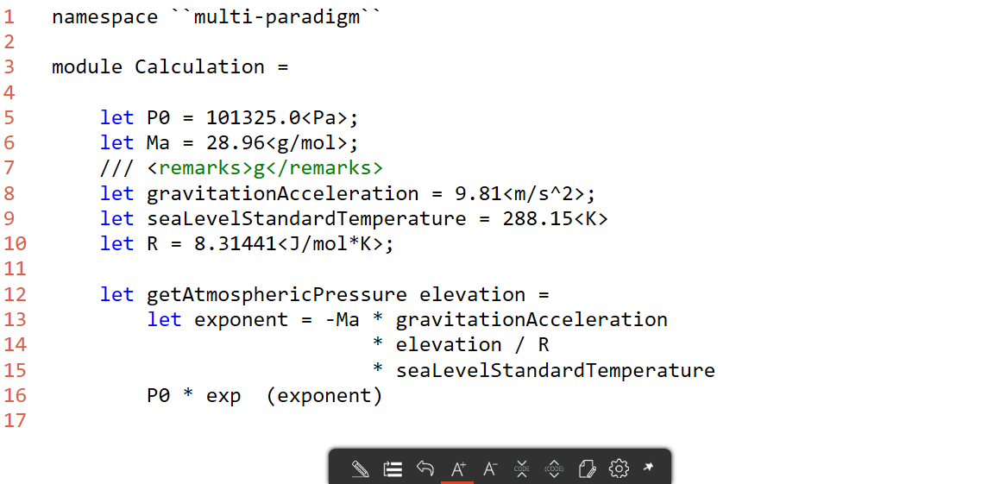 1 namespace ``multi-paradigm``
2
3 module Calculation =
4
5 let P0 = 101325.0<Pa>;
6 let Ma = 28.96<g/mol>;
7 /// <remarks>g</remarks>
8 let gravitationAcceleration = 9.81<m/s^2>;
9 let seaLevelStandardTemperature = 288.15<K>
10 let R = 8.31441<J/mol*K>;
11
12 let getAtmosphericPressure elevation =
13 let exponent = -Ma * gravitationAcceleration
14 * elevation / R
15 * seaLevelStandardTemperature
16 P0 * exp  (exponent)
17
A+ A- CODE (CODE)